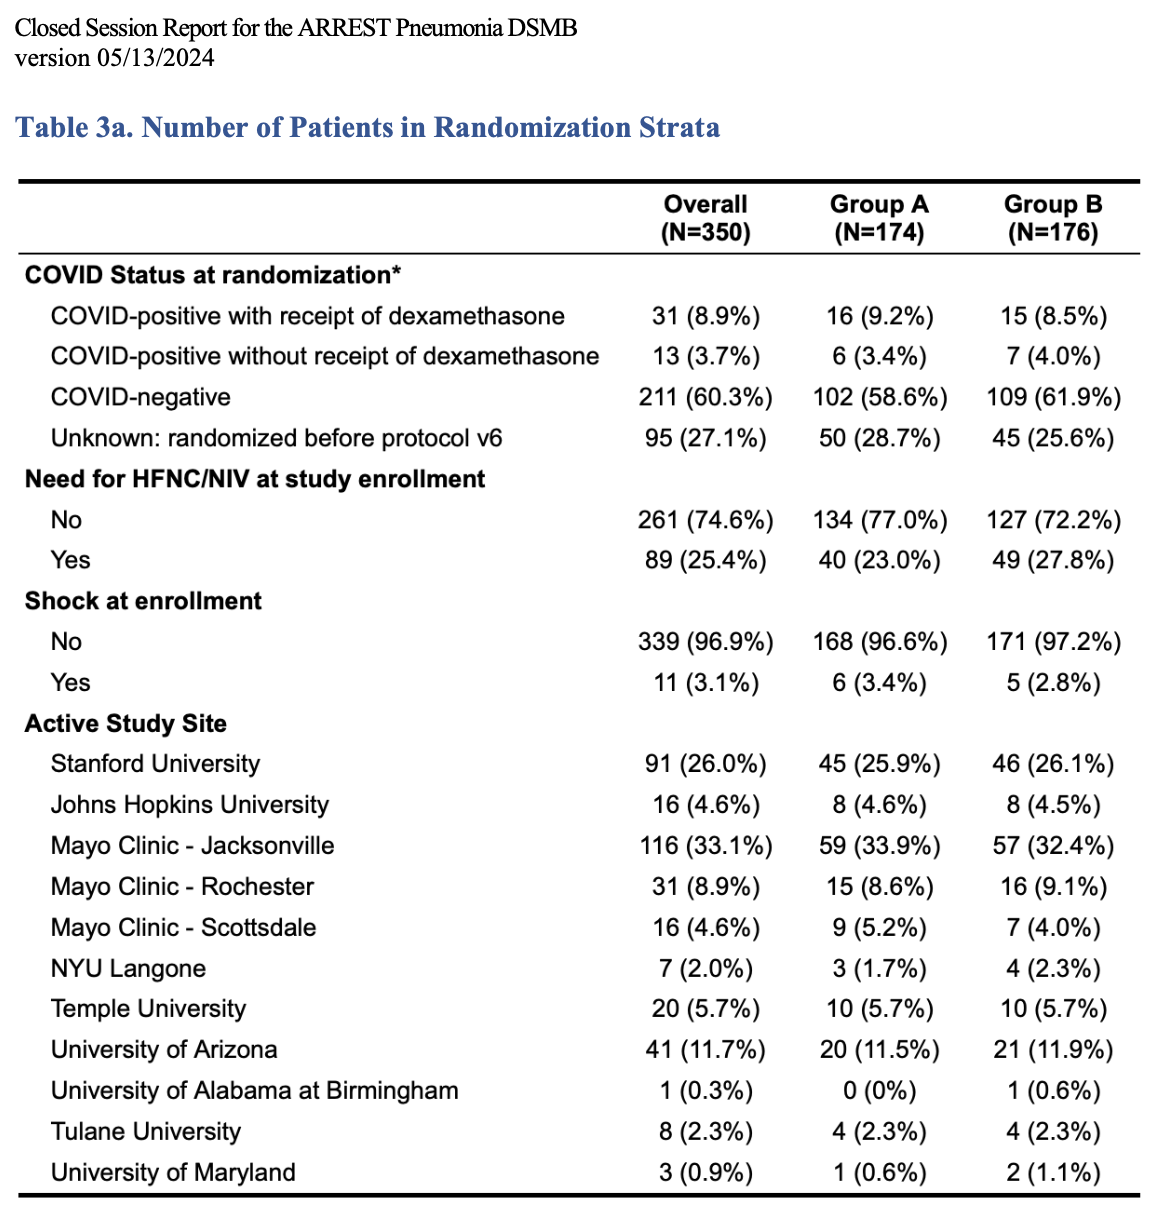 Closed Session Report for the ARREST Pneumonia DSMB
version 05/13/2024
Table 3a. Number of Patients in Randomization Strata
Overall Group A Group B
(N=350) (N=174) (N=176)
COVID Status at randomization*
COVID-positive with receipt of dexamethasone 31 (8.9%) 16 (9.2%) 15 (8.5%)
COVID-positive without receipt of dexamethasone 13 (3.7%) 6 (3.4%) 7 (4.0%)
COVID-negative 211 (60.3%) 102 (58.6%) 109 (61.9%)
Unknown: randomized before protocol v6 95 (27.1%) 50 (28.7%) 45 (25.6%)
Need for HFNC/NIV at study enrollment
No 261 (74.6%) 134 (77.0%) 127 (72.2%)
Yes 89 (25.4%) 40 (23.0%) 49 (27.8%)
Shock at enrollment
No 339 (96.9%) 168 (96.6%) 171 (97.2%)
Yes 11 (3.1%) 6 (3.4%) 5 (2.8%)
Active Study Site
Stanford University 91 (26.0%) 45 (25.9%) 46 (26.1%)
Johns Hopkins University 16 (4.6%) 8 (4.6%) 8 (4.5%)
Mayo Clinic - Jacksonville 116 (33.1%) 59 (33.9%) 57 (32.4%)
Mayo Clinic - Rochester 31 (8.9%) 15 (8.6%) 16 (9.1%)
Mayo Clinic - Scottsdale 16 (4.6%) 9 (5.2%) 7 (4.0%)
NYU Langone 7 (2.0%) 3 (1.7%) 4 (2.3%)
Temple University 20 (5.7%) 10 (5.7%) 10 (5.7%)
University of Arizona 41 (11.7%) 20 (11.5%) 21 (11.9%)
University of Alabama at Birmingham 1 (0.3%) 0 (0%) 1 (0.6%)
Tulane University 8 (2.3%) 4 (2.3%) 4 (2.3%)
University of Maryland 3 (0.9%) 1 (0.6%) 2 (1.1%)